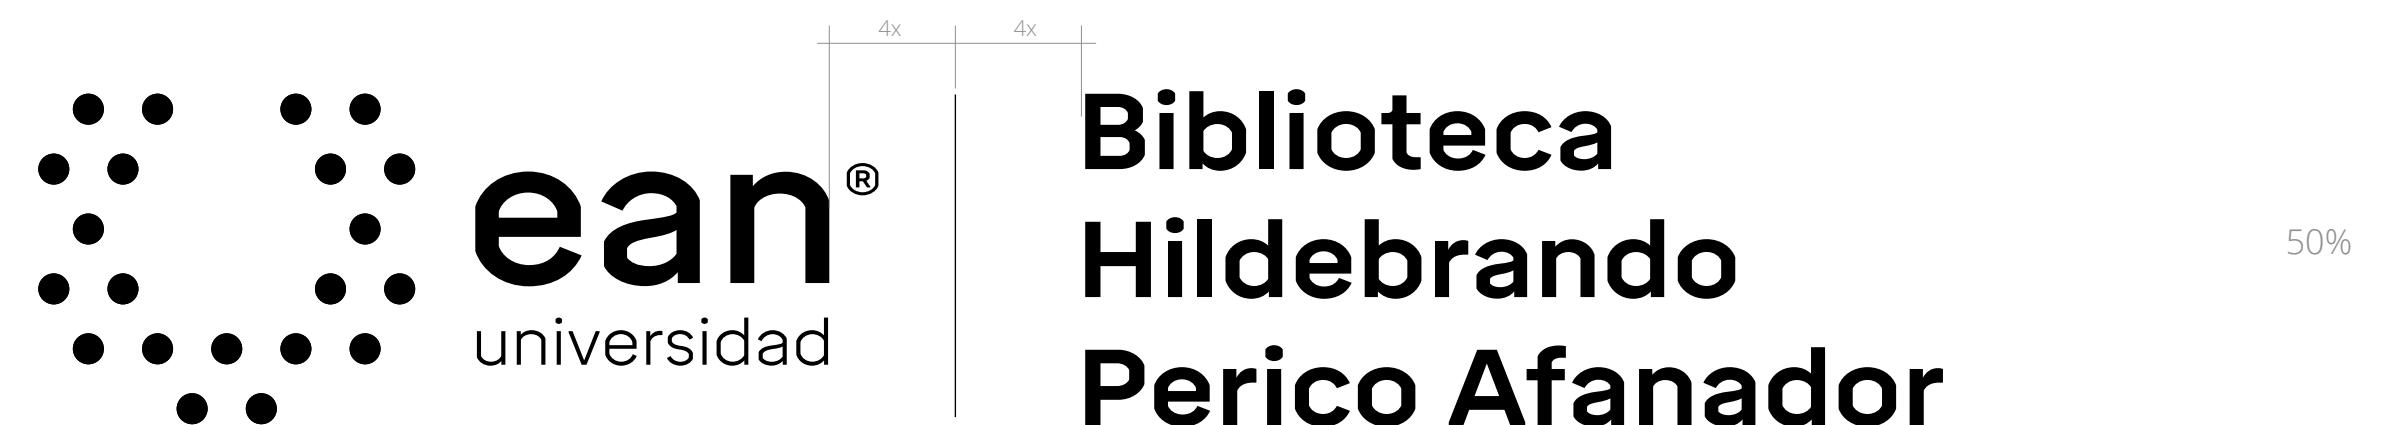 4x 4x
ean®
universidad
Biblioteca
Hildebrando
Perico Afanador
50%